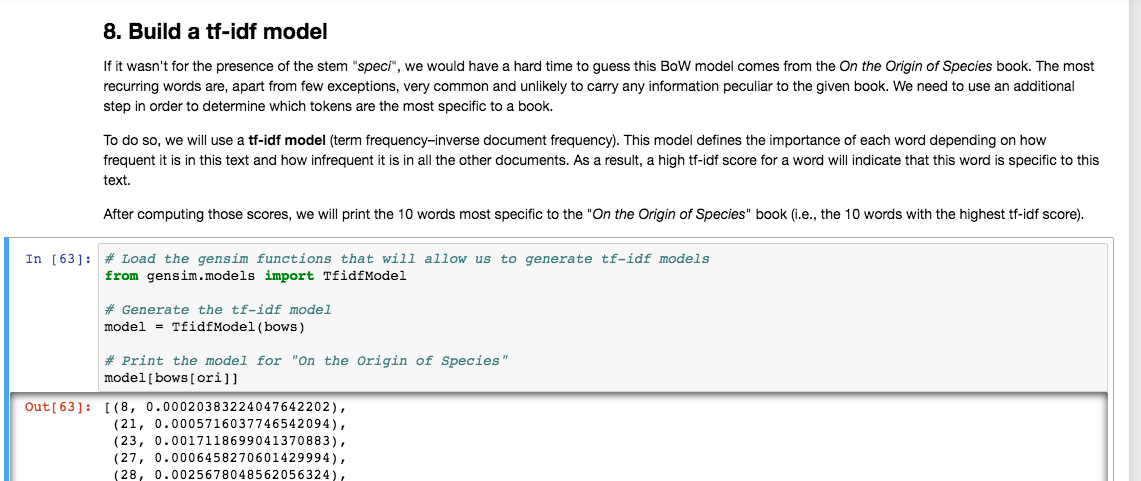 8. Build a tf-idf model
If it wasn't for the presence of the stem "speci", we would have a hard time to guess this BoW model comes from the On the Origin of Species book. The most
recurring words are, apart from few exceptions, very common and unlikely to carry any information peculiar to the given book. We need to use an additional
step in order to determine which tokens are the most specific to a book.
To do so, we will use a tf-idf model (term frequency–inverse document frequency). This model defines the importance of each word depending on how
frequent it is in this text and how infrequent it is in all the other documents. As a result, a high tf-idf score for a word will indicate that this word is specific to this
text.
After computing those scores, we will print the 10 words most specific to the "On the Origin of Species" book (i.e., the 10 words with the highest tf-idf score).
In [63]: # Load the gensim functions that will allow us to generate tf-idf models
from gensim.models import TfidfModel
# Generate the tf-idf model
model = TfidfModel(bows)
# Print the model for "On the Origin of Species"
model[bows[ori]]
Out[63]: [(8, 0.00020383224047642202),
(21, 0.0005716037746542094),
(23, 0.0017118699041370883),
(27, 0.0006458270601429994),
(28, 0.0025678048562056324),